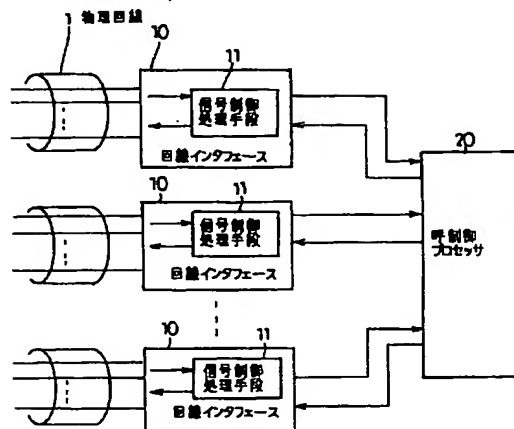 1 物理回線
10
11
信号制御
処理手段
回線インタフェース
20
呼制御
プロセッサ
10
11
信号制御
処理手段
回線インタフェース
10
11
信号制御
処理手段
回線インタフェース